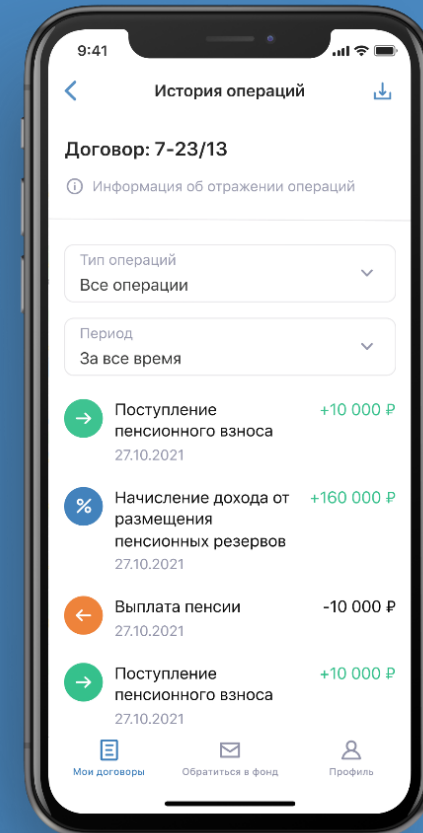 9:41
История операций
Договор: 7-23/13
Информация об отражении операций
Тип операций
Все операции
Период
За все время
Поступление +10 000 ₽
пенсионного взноса
27.10.2021
% Начисление дохода от +160 000 ₽
размещения
пенсионных резервов
27.10.2021
Выплата пенсии -10 000 ₽
27.10.2021
Поступление +10 000 ₽
пенсионного взноса
27.10.2021
Мои договоры Обратиться в фонд Профиль